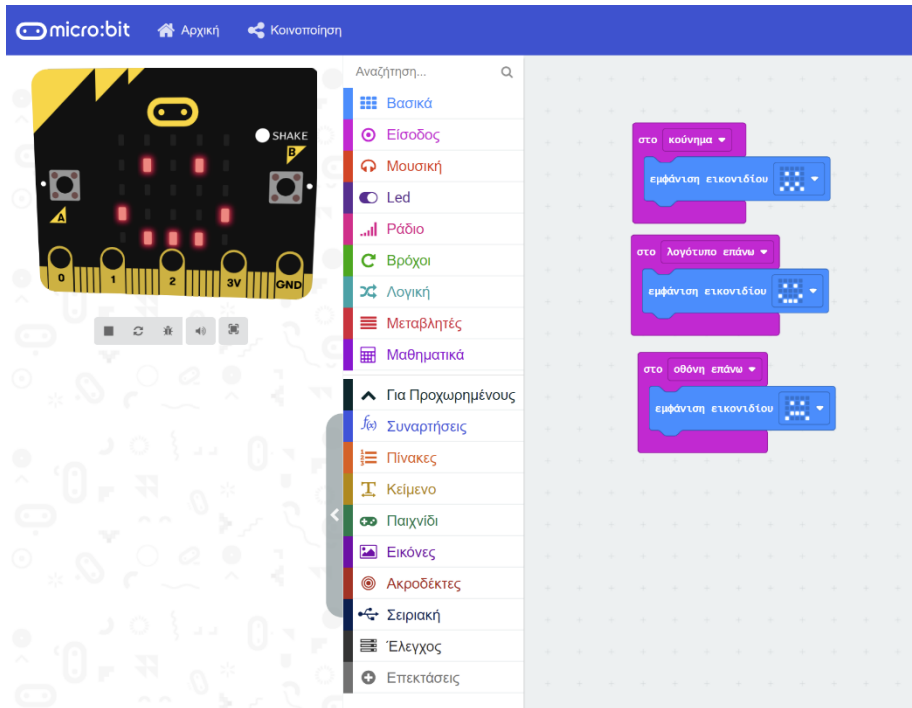 micro:bit Αρχική Κοινοποίηση
SHAKE
B
A
0 1 2 3V GND
Αναζήτηση...
Βασικά
Είσοδος
Μουσική
Led
Ράδιο
Βρόχοι
Λογική
Μεταβλητές
Μαθηματικά
Για Προχωρημένους
f(x) Συναρτήσεις
Πίνακες
Κείμενο
Παιχνίδι
Εικόνες
Ακροδέκτες
Σειριακή
Έλεγχος
Επεκτάσεις
στο κούνημα
εμφάνιση εικονιδίου
στο λογότυπο επάνω
εμφάνιση εικονιδίου
στο οθόνη επάνω
εμφάνιση εικονιδίου